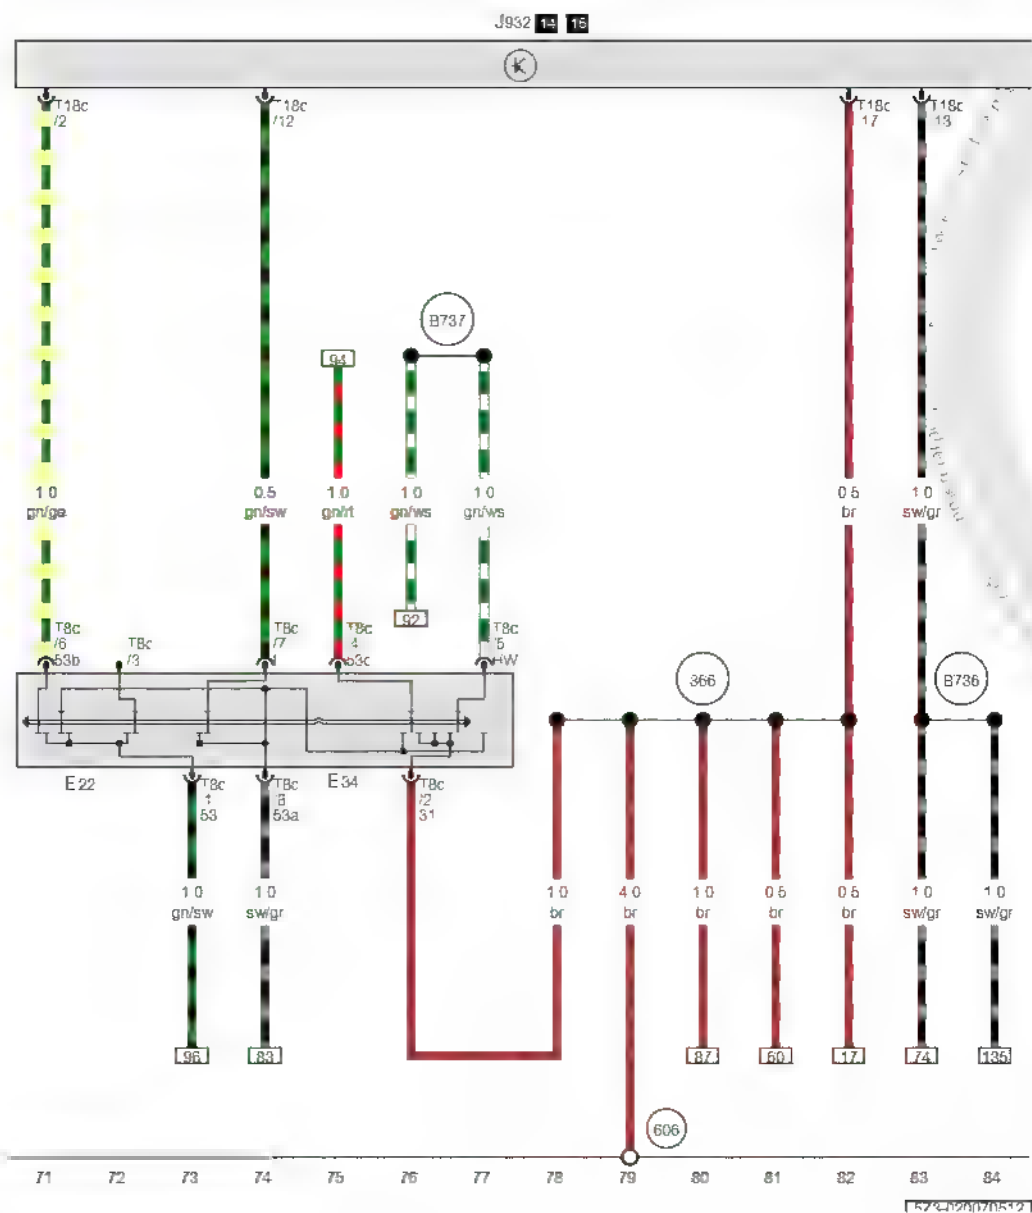 J932 14 15
K
T18c
/2
T18c
/12
T18c
17
T18c
13
B737
94
1.0
gn/ge
0.5
gn/sw
1.0
gn/rt
1.0
gn/ws
1.0
gn/ws
0.5
br
1.0
sw/gr
92
T8c
/6
53b
T8c
/3
T8c
/7
T8c
4
53c
T8c
/5
HW
366
B736
E22
E34
T8c
1
53
T8c
/8
53a
T8c
/2
31
1.0
gn/sw
1.0
sw/gr
1.0
br
4.0
br
1.0
br
0.5
br
0.5
br
1.0
sw/gr
1.0
sw/gr
96
83
87
60
17
74
135
606
71 72 73 74 75 76 77 78 79 80 81 82 83 84